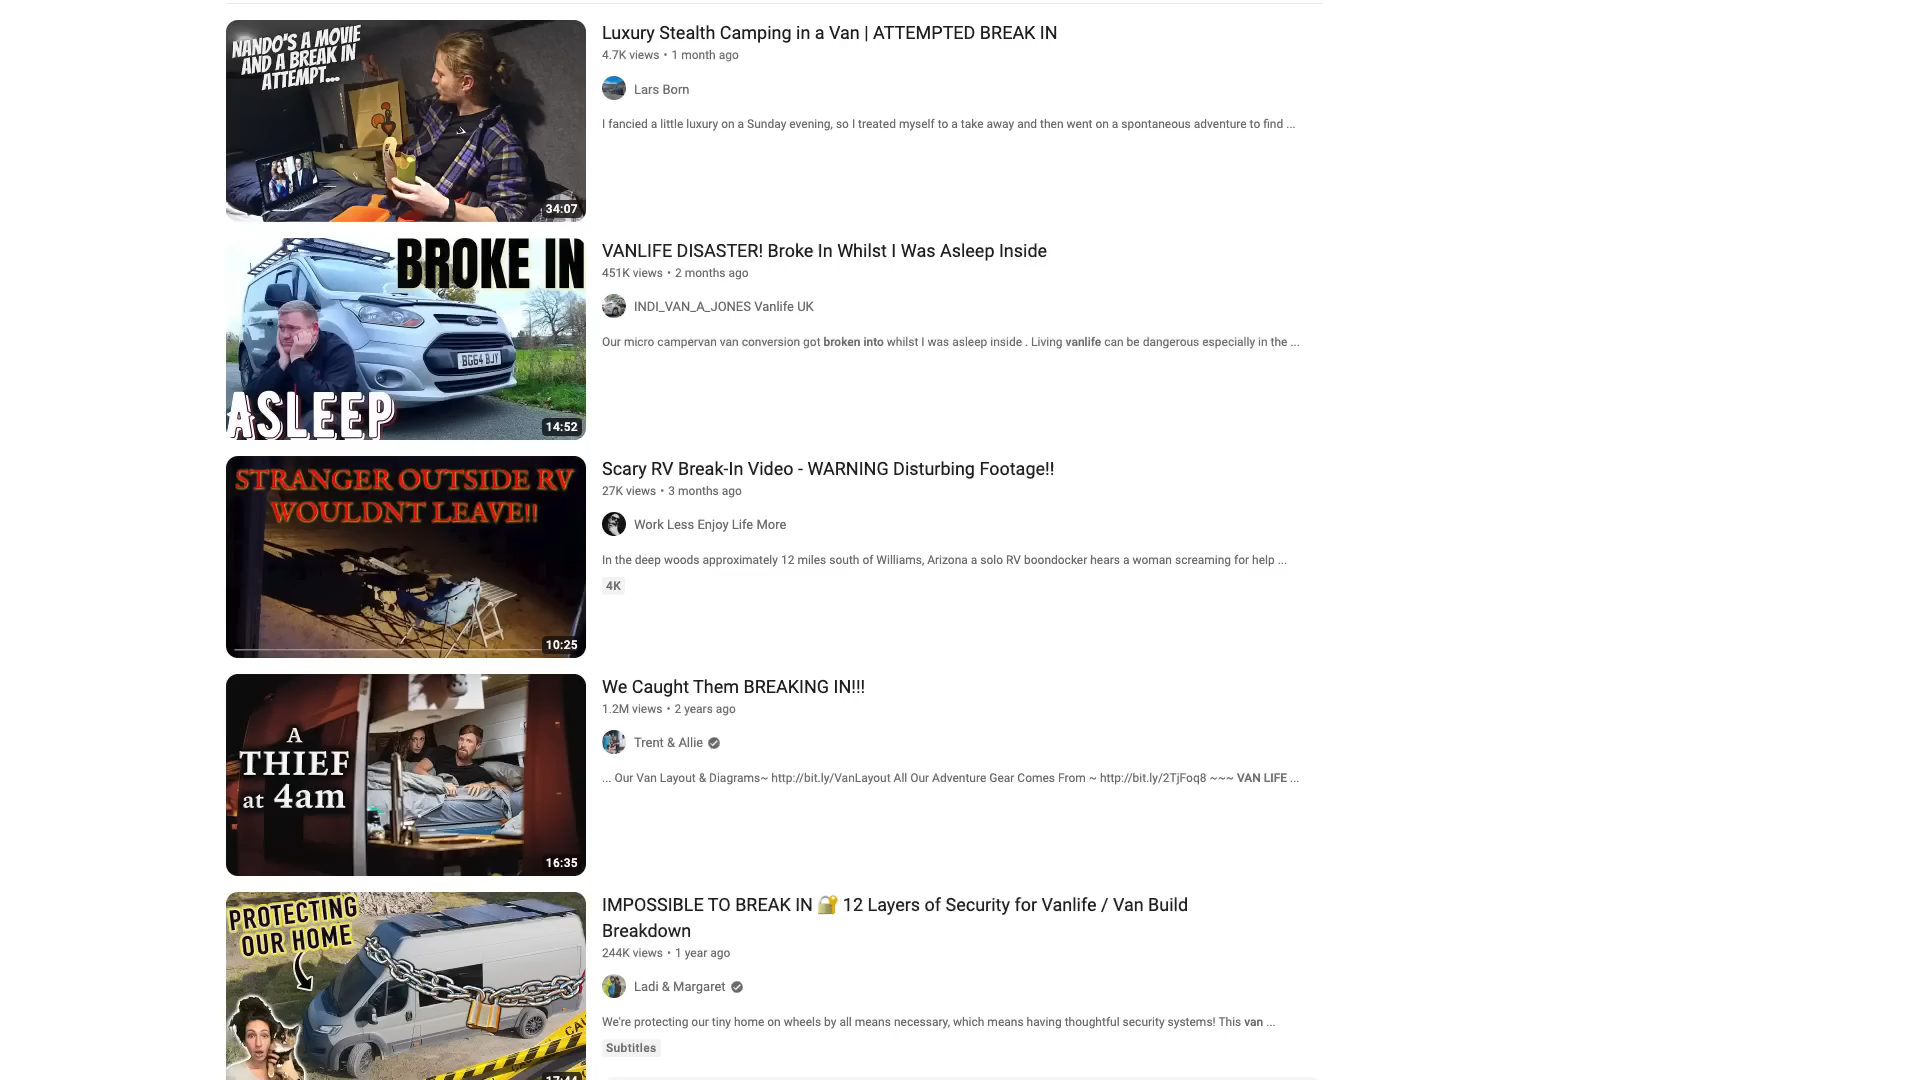 NANDO'S A MOVIE
AND A BREAK IN
ATTEMPT...
34:07
Luxury Stealth Camping in a Van | ATTEMPTED BREAK IN
4.7K views • 1 month ago
Lars Born
I fancied a little luxury on a Sunday evening, so I treated myself to a take away and then went on a spontaneous adventure to find ...
BROKE IN
BG64 BJY
ASLEEP
14:52
VANLIFE DISASTER! Broke In Whilst I Was Asleep Inside
451K views • 2 months ago
INDI_VAN_A_JONES Vanlife UK
Our micro campervan van conversion got broken into whilst I was asleep inside . Living vanlife can be dangerous especially in the ...
STRANGER OUTSIDE RV
WOULDNT LEAVE!!
10:25
Scary RV Break-In Video - WARNING Disturbing Footage!!
27K views • 3 months ago
Work Less Enjoy Life More
In the deep woods approximately 12 miles south of Williams, Arizona a solo RV boondocker hears a woman screaming for help ...
4K
A
THIEF
at 4am
16:35
We Caught Them BREAKING IN!!!
1.2M views • 2 years ago
Trent & Allie
... Our Van Layout & Diagrams~ http://bit.ly/VanLayout All Our Adventure Gear Comes From ~ http://bit.ly/2TjFoq8 ~~~ VAN LIFE ...
PROTECTING
OUR HOME
IMPOSSIBLE TO BREAK IN 🔐 12 Layers of Security for Vanlife / Van Build
Breakdown
244K views • 1 year ago
Ladi & Margaret
We're protecting our tiny home on wheels by all means necessary, which means having thoughtful security systems! This van ...
Subtitles